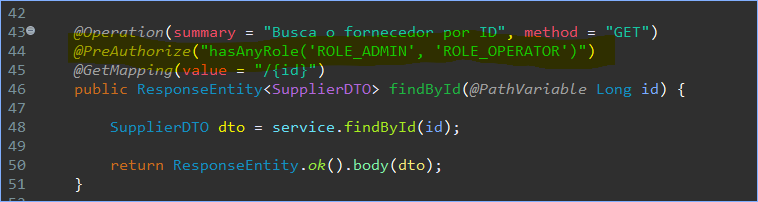 42
43 @Operation(summary = "Busca o fornecedor por ID", method = "GET")
44 @PreAuthorize("hasAnyRole('ROLE_ADMIN', 'ROLE_OPERATOR')")
45 @GetMapping(value = "/{id}")
46 public ResponseEntity<SupplierDTO> findById(@PathVariable Long id) {
47
48 SupplierDTO dto = service.findById(id);
49
50 return ResponseEntity.ok().body(dto);
51 }